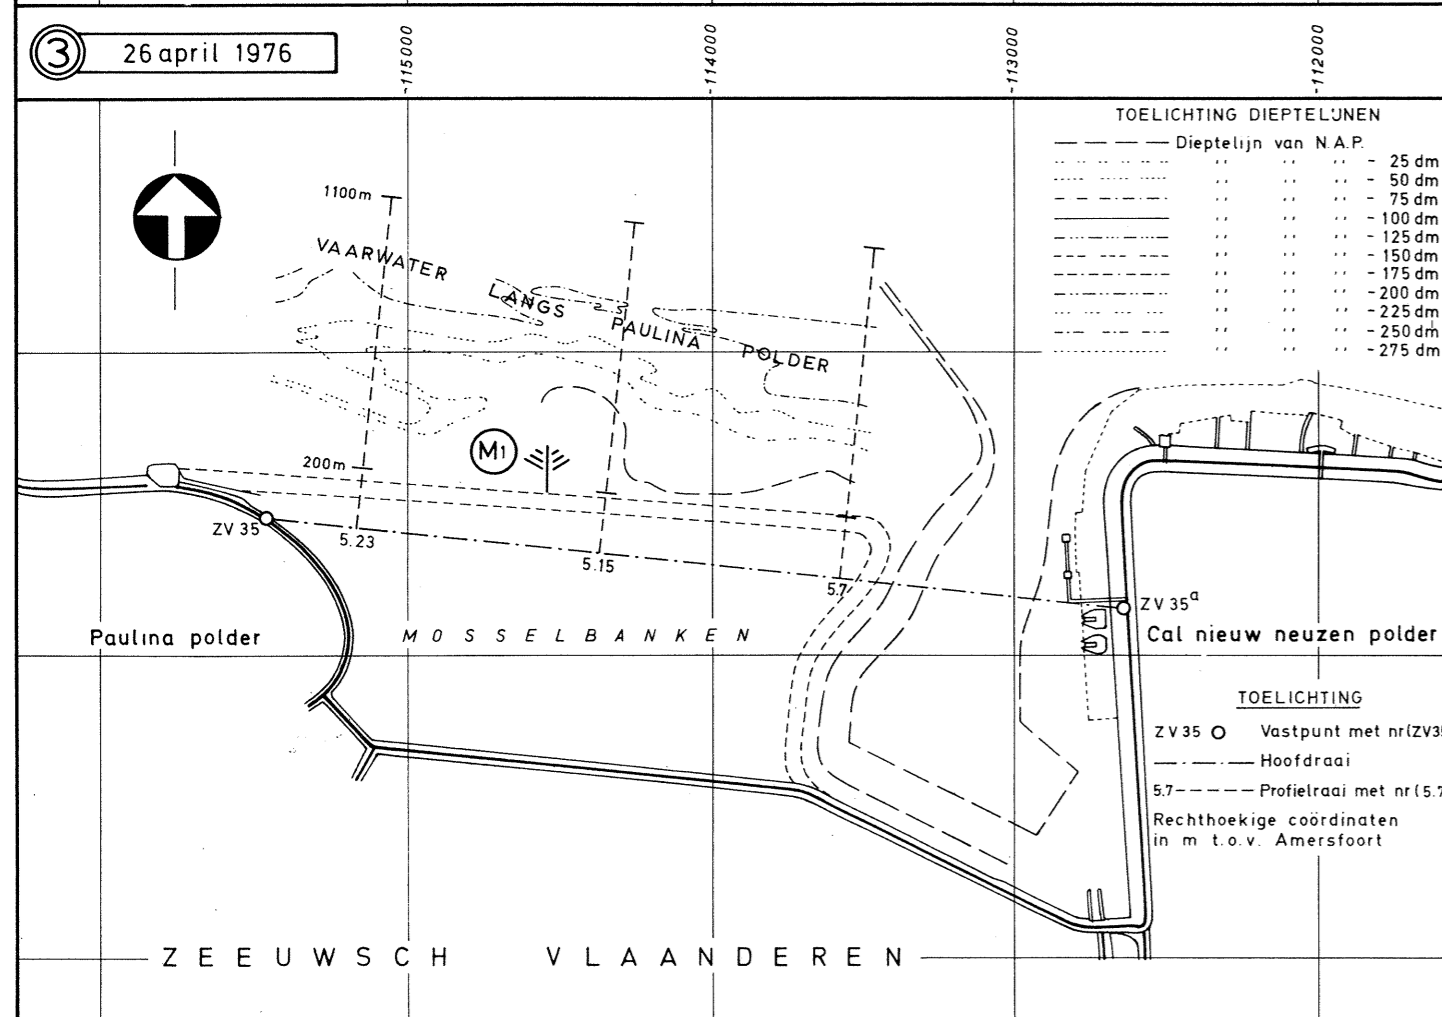 3
26 april 1976
-115000
-114000
-113000
-112000
TOELICHTING DIEPTELIJNEN
Dieptelijn van N.A.P.
,, ,, ,, - 25 dm
,, ,, ,, - 50 dm
,, ,, ,, - 75 dm
,, ,, ,, - 100 dm
,, ,, ,, - 125 dm
,, ,, ,, - 150 dm
,, ,, ,, - 175 dm
,, ,, ,, - 200 dm
,, ,, ,, - 225 dm
,, ,, ,, - 250 dm
,, ,, ,, - 275 dm
1100m
VAARWATER LANGS PAULINA POLDER
M1
200m
ZV 35
5.23
5.15
5.7
ZV 35a
Paulina polder
MOSSELBANKEN
Cal nieuw neuzen polder
TOELICHTING
ZV 35 Vastpunt met nr (ZV35
Hoofdraai
5.7 Profielraai met nr (5.7
Rechthoekige coördinaten
in m t.o.v. Amersfoort
ZEEUWSCH VLAANDEREN